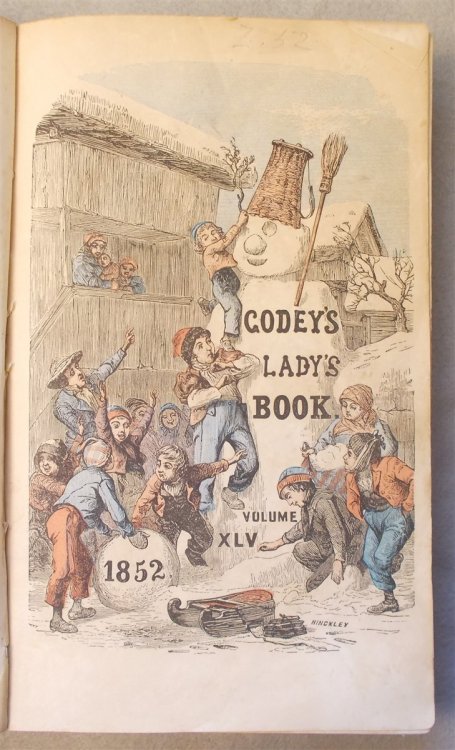 GODEY'S
LADY'S
BOOK.
VOLUME
XLV
1852.
HINCKLEY